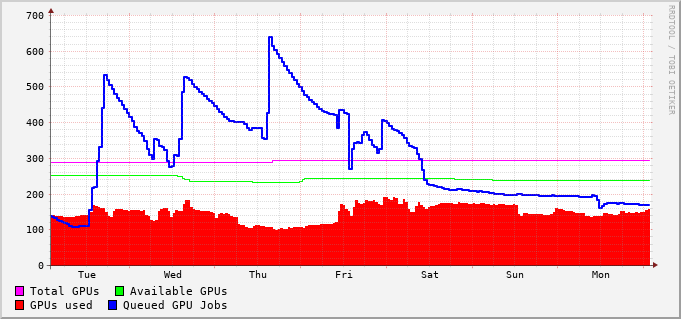 700
600
500
400
300
200
100
0
Tue Wed Thu Fri Sat Sun Mon
Total GPUs Available GPUs
GPUs used Queued GPU Jobs
RRDTOOL / TOBI OETIKER